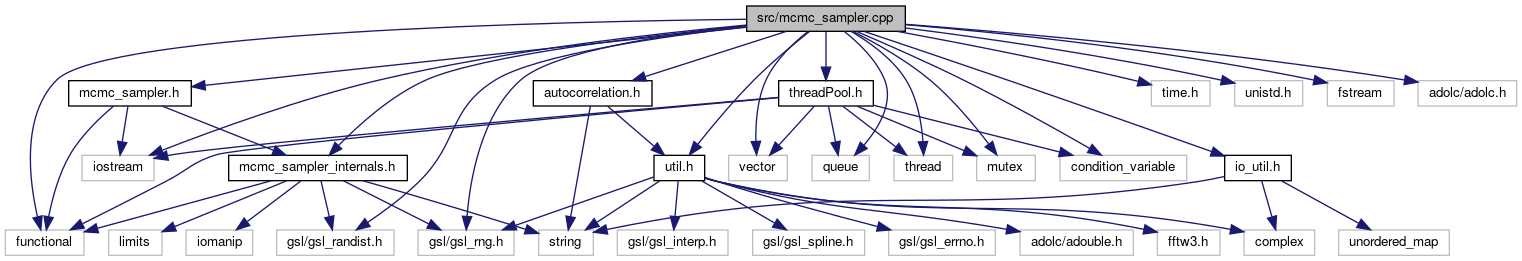 src/mcmc_sampler.cpp
mcmc_sampler.h
autocorrelation.h
threadPool.h
time.h
unistd.h
fstream
adolc/adolc.h
iostream
mcmc_sampler_internals.h
util.h
vector
queue
thread
mutex
condition_variable
io_util.h
functional
limits
iomanip
gsl/gsl_randist.h
gsl/gsl_rng.h
string
gsl/gsl_interp.h
gsl/gsl_spline.h
gsl/gsl_errno.h
adolc/adouble.h
fftw3.h
complex
unordered_map